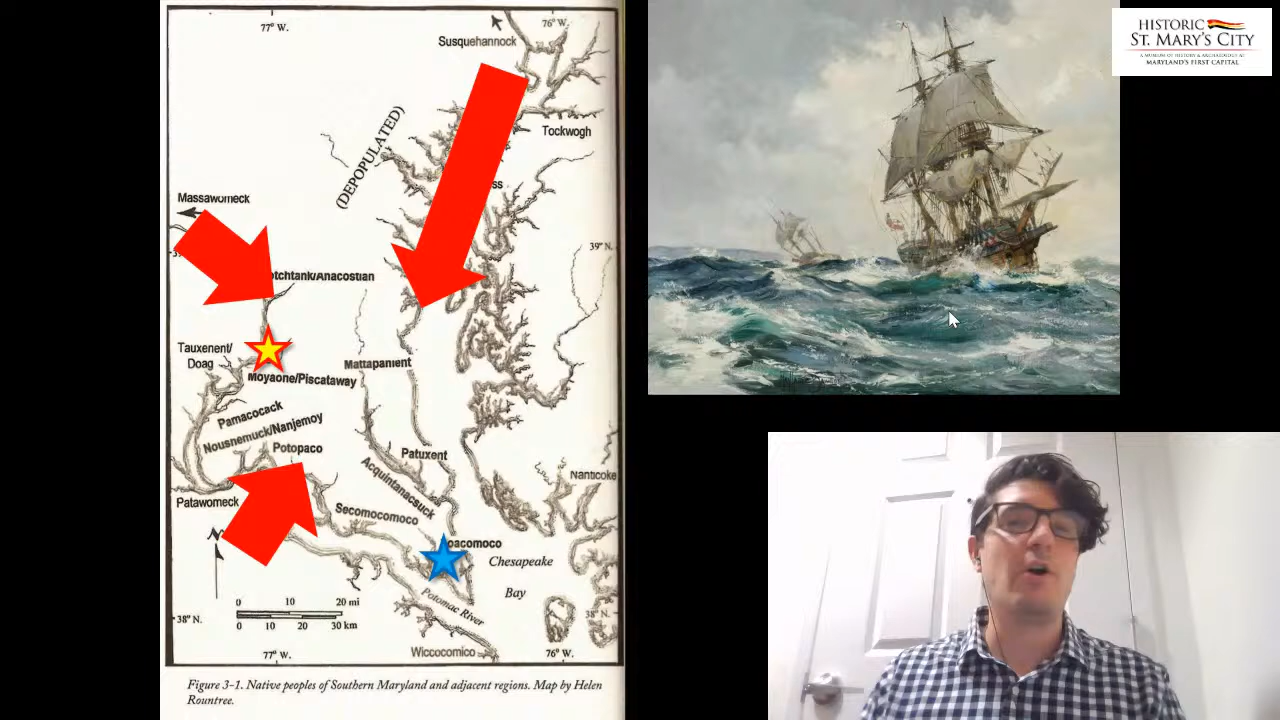 77° W.
76° W.
Susquehannock
Tockwogh
(DEPOPULATED)
ss
Massawomeck
39° N.
otchtank/Anacostian
Tauxenent/
Doag
Mattapanient
Moyaone/Piscataway
Pamacocack
Nousnemuck/Nanjemoy
Potopaco
Patuxent
Acquintanacsuck
Nanticoke
Patawomeck
Secomocomoco
N
oacomoco
Chesapeake
Bay
0 10 20 mi
0 10 20 30 km
Potomac River
38° N.
38° N.
Wiccocomico
77° W.
76° W.
Figure 3-1. Native peoples of Southern Maryland and adjacent regions. Map by Helen
Rountree.
HISTORIC
ST. MARY'S CITY
A MUSEUM OF HISTORY & ARCHAEOLOGY AT
MARYLAND'S FIRST CAPITAL